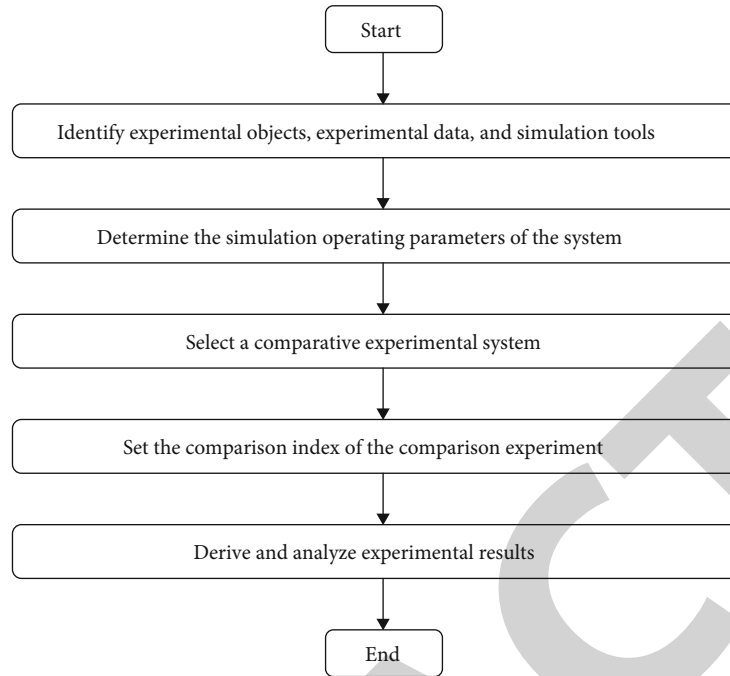 Start
Identify experimental objects, experimental data, and simulation tools
Determine the simulation operating parameters of the system
Select a comparative experimental system
Set the comparison index of the comparison experiment
Derive and analyze experimental results
End
CT